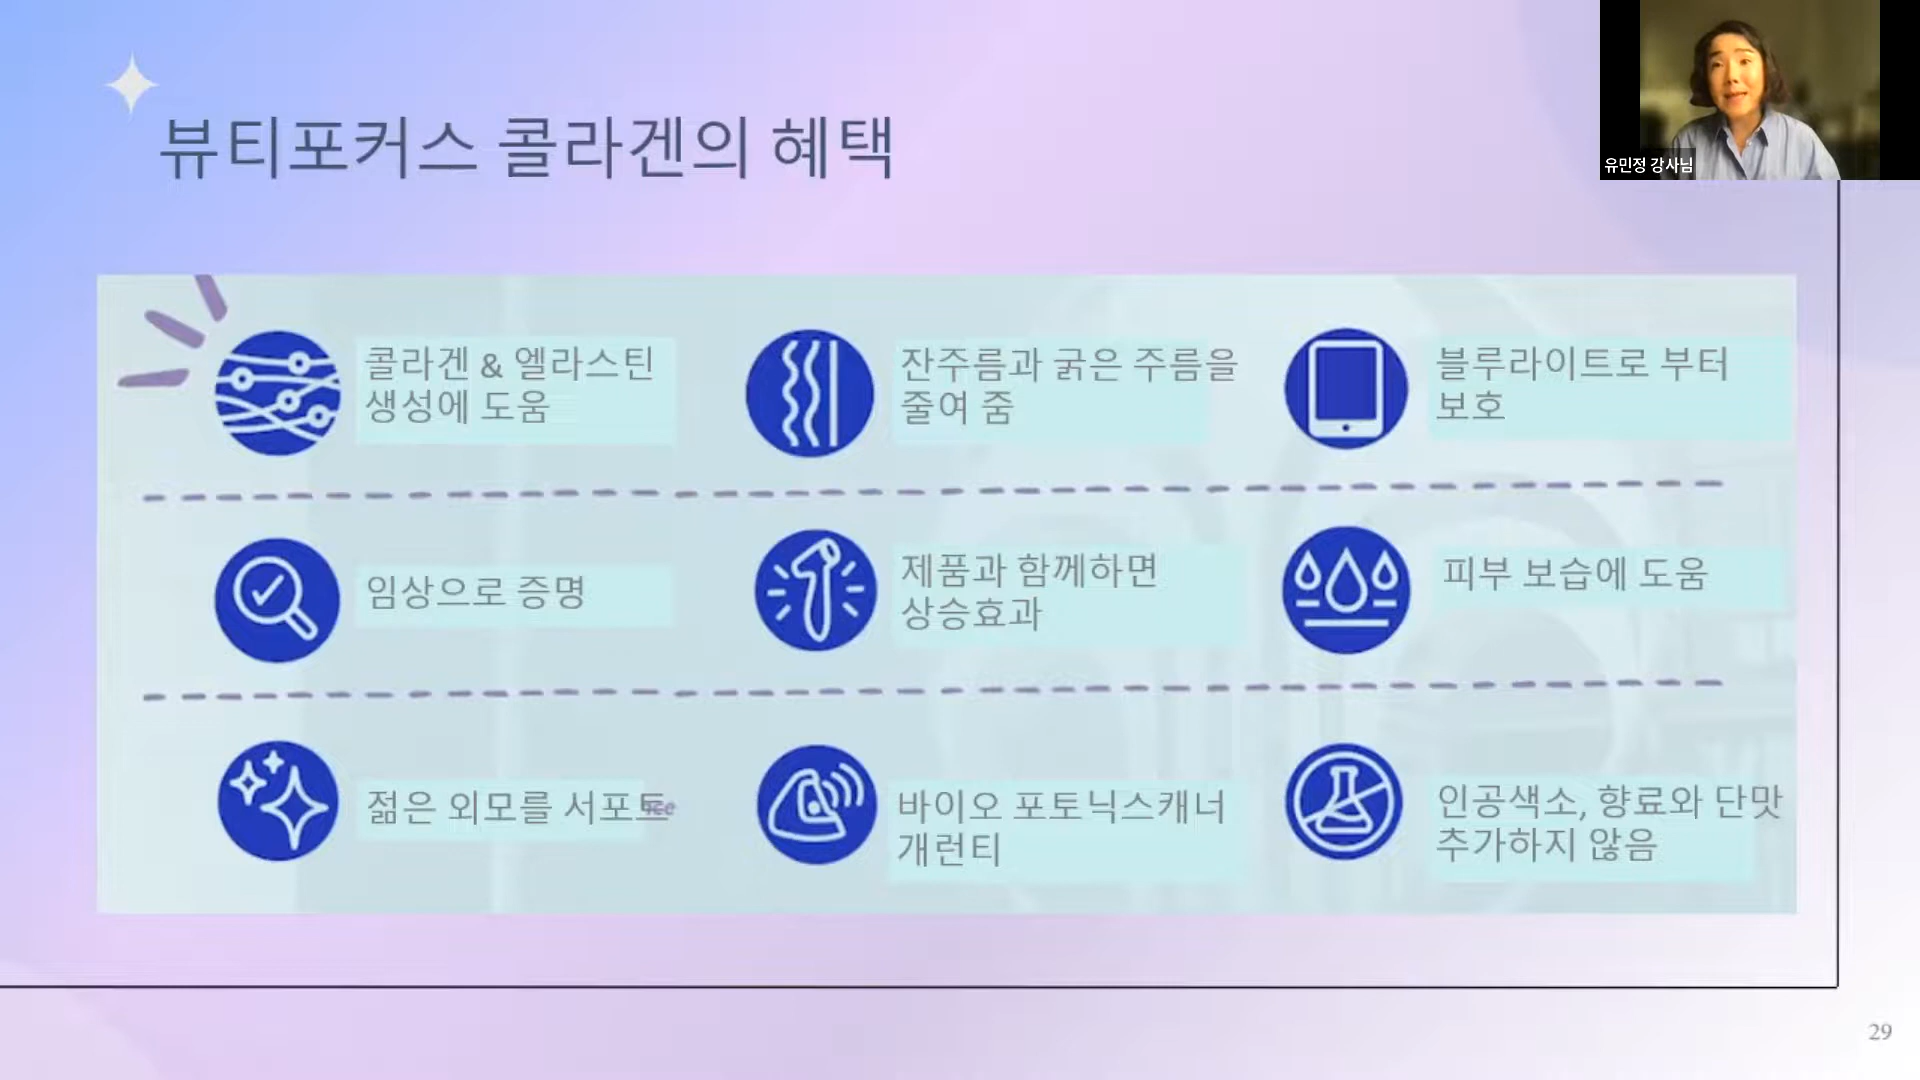 뷰티포커스 콜라겐의 혜택
유민정 강사님
콜라겐 & 엘라스틴
생성에 도움
잔주름과 굵은 주름을
줄여 줌
블루라이트로 부터
보호
임상으로 증명
제품과 함께하면
상승효과
피부 보습에 도움
젊은 외모를 서포트
바이오 포토닉스캐너
개런티
인공색소, 향료와 단맛
추가하지 않음
29